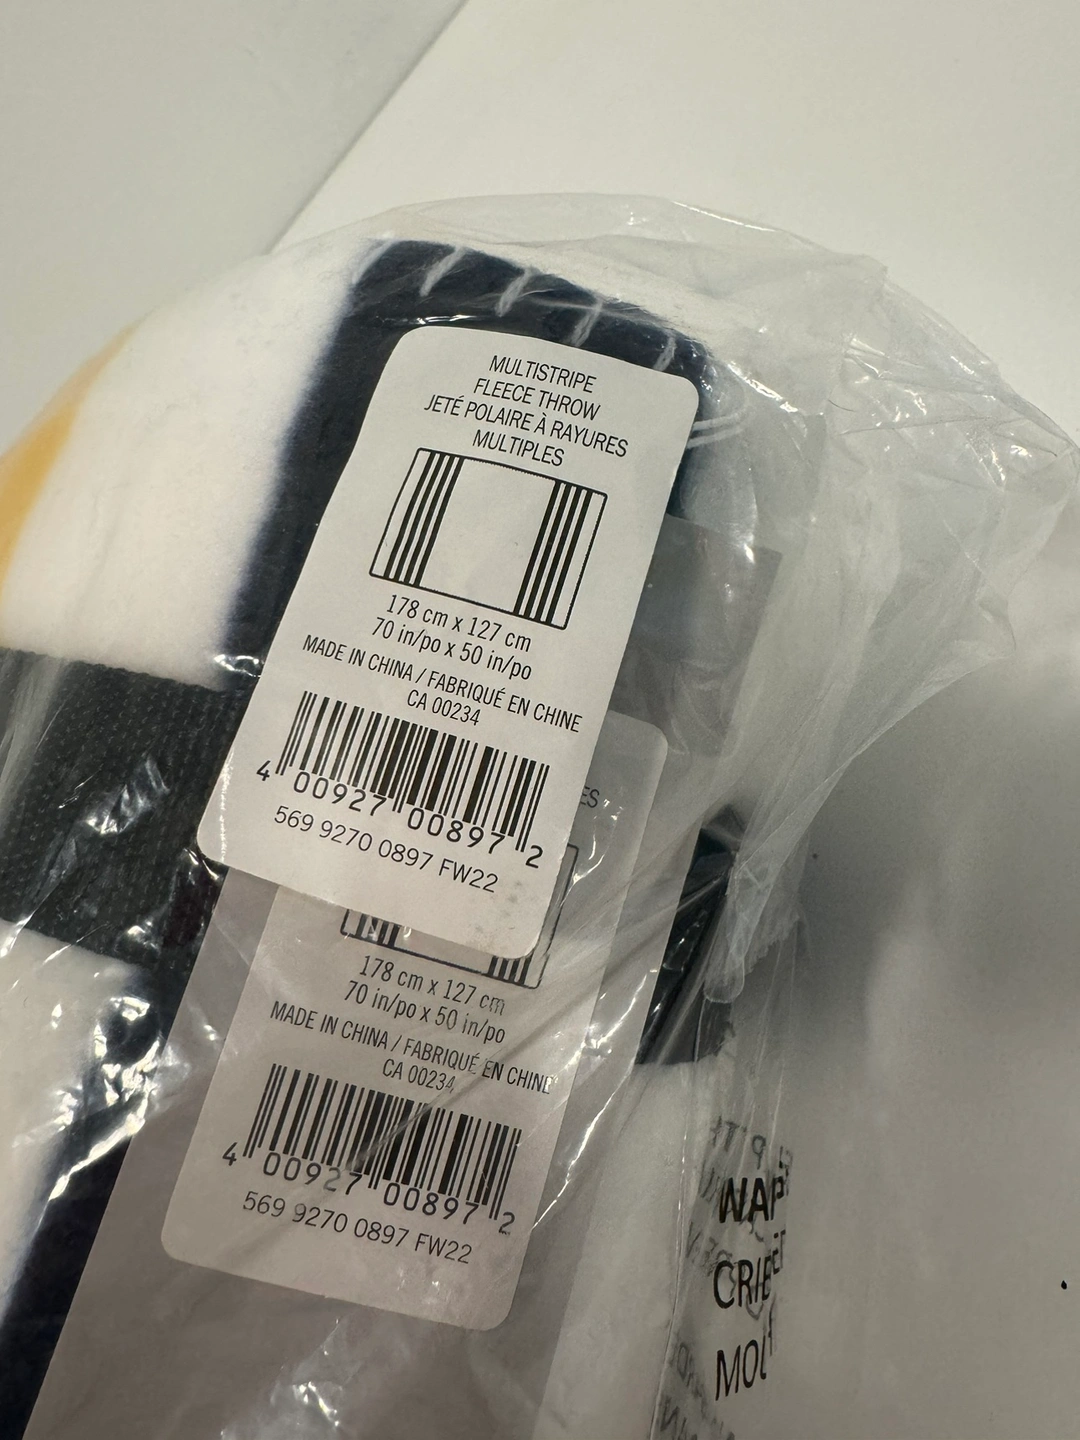 MULTISTRIPE
FLEECE THROW
JETÉ POLAIRE À RAYURES
MULTIPLES
178 cm x 127 cm
70 in/po x 50 in/po
MADE IN CHINA / FABRIQUÉ EN CHINE
CA 00234
4 00927 00897 2
569 9270 0897 FW22
178 cm x 127 cm
70 in/po x 50 in/po
MADE IN CHINA / FABRIQUÉ EN CHINE
CA 00234
4 00927 00897 2
569 9270 0897 FW22